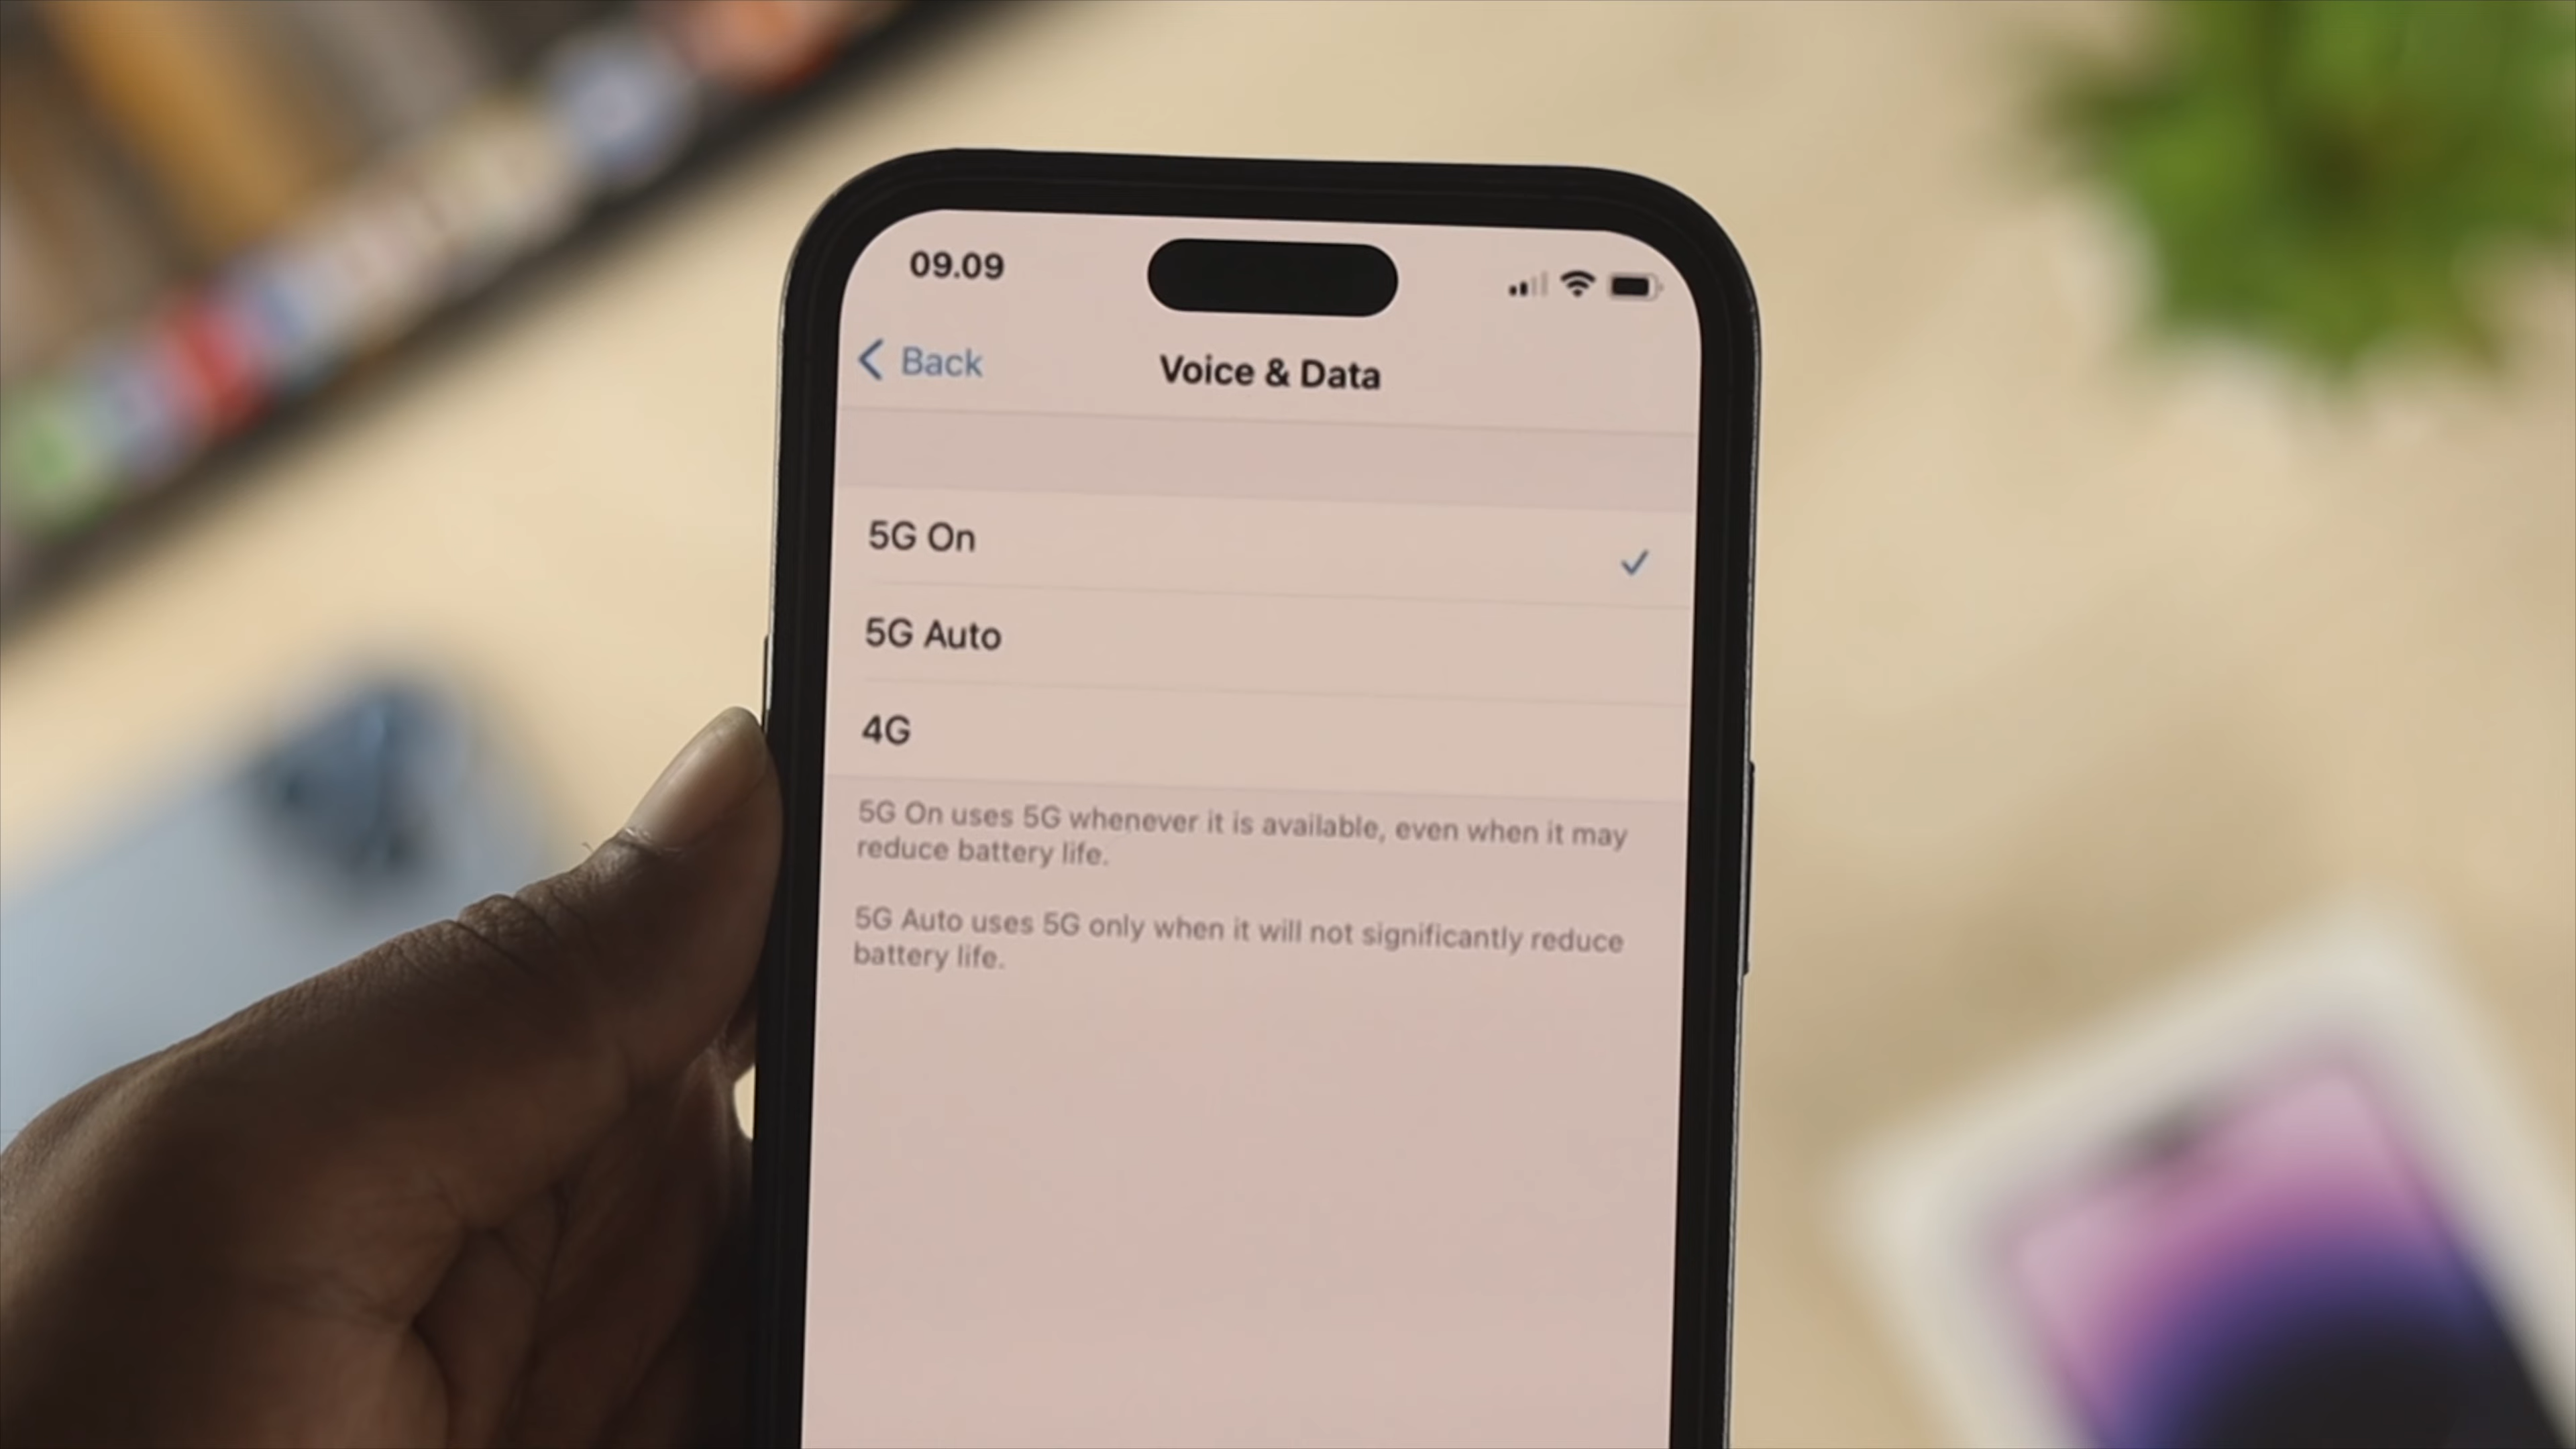 09.09
Back
Voice & Data
5G On
5G Auto
4G
5G On uses 5G whenever it is available, even when it may
reduce battery life.
5G Auto uses 5G only when it will not significantly reduce
battery life.